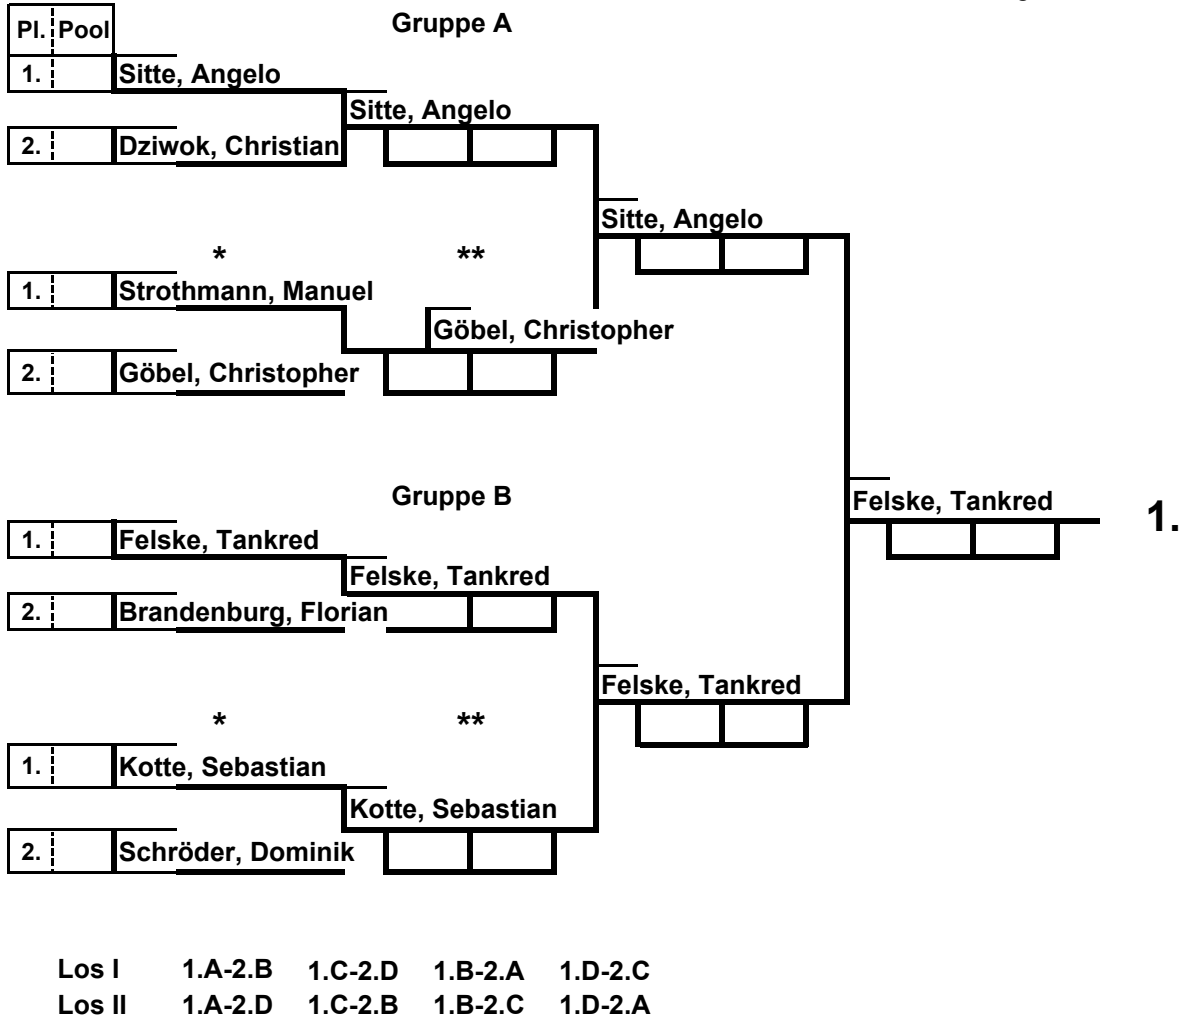 Pl. Pool
Gruppe A
1. Sitte, Angelo
Sitte, Angelo
2. Dziwok, Christian
Sitte, Angelo
* **
1. Strothmann, Manuel
Göbel, Christopher
2. Göbel, Christopher
Gruppe B
Felske, Tankred 1.
1. Felske, Tankred
Felske, Tankred
2. Brandenburg, Florian
Felske, Tankred
* **
1. Kotte, Sebastian
Kotte, Sebastian
2. Schröder, Dominik
Los I 1.A-2.B 1.C-2.D 1.B-2.A 1.D-2.C
Los II 1.A-2.D 1.C-2.B 1.B-2.C 1.D-2.A